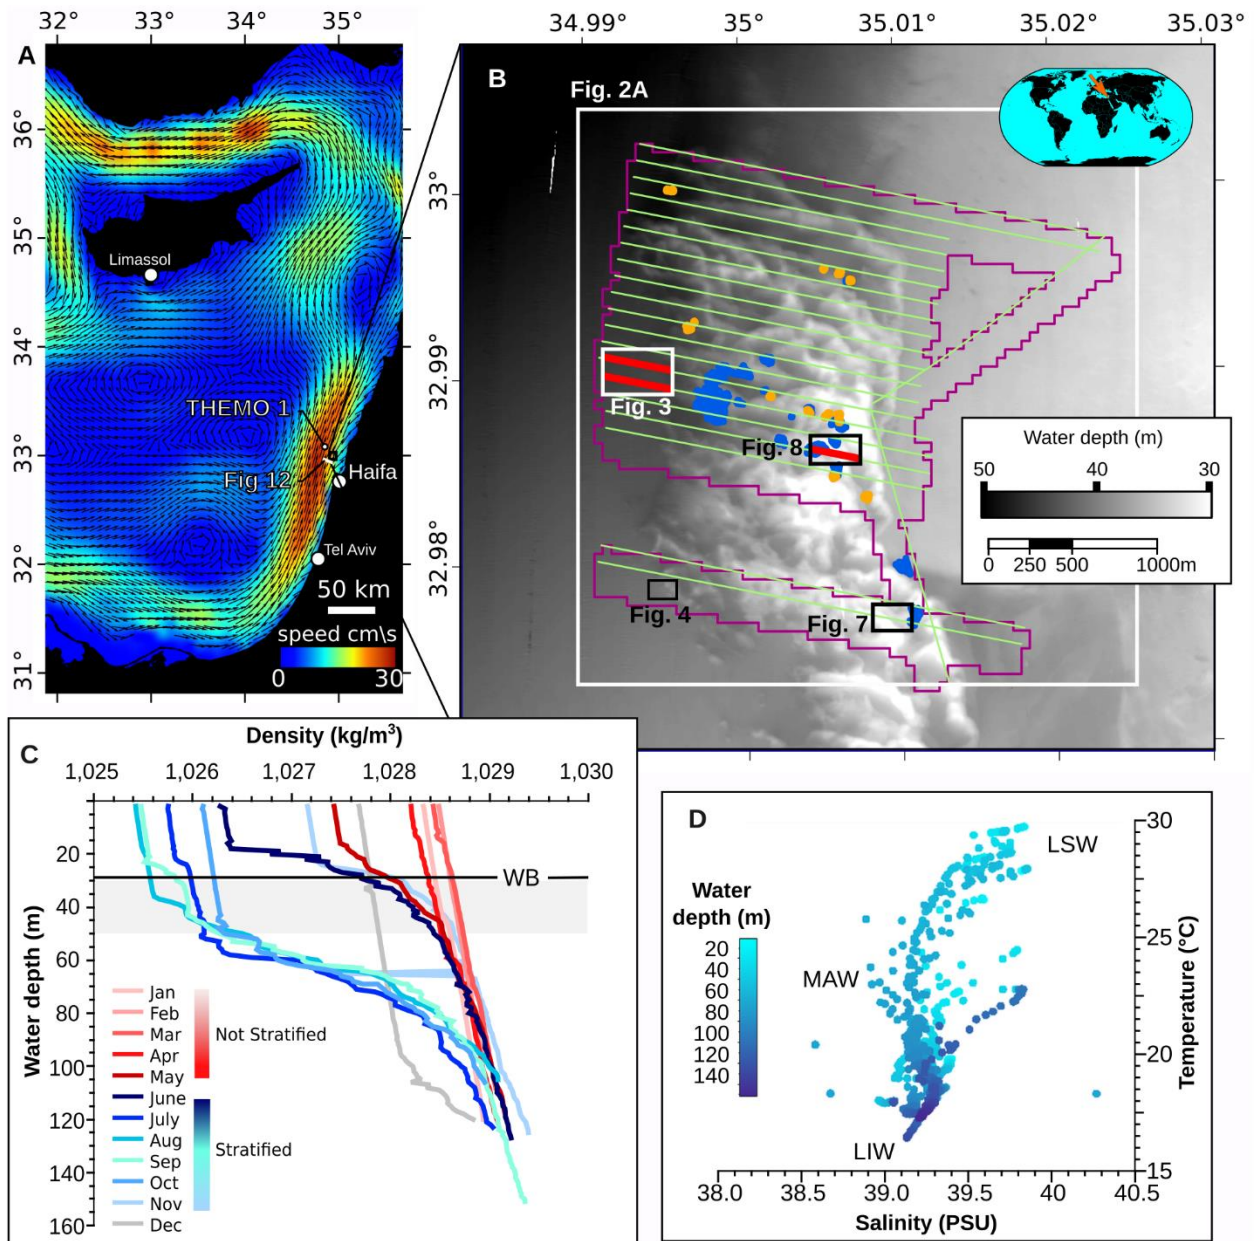 32° 33° 34° 35°
34.99° 35° 35.01° 35.02° 35.03°
A
B
Fig. 2A
36°
35°
34°
33°
32°
31°
Limassol
THEMO 1
Fig 12
Haifa
Tel Aviv
50 km
speed cm\s
0 30
33°
32.99°
32.98°
Fig. 3
Fig. 8
Fig. 4
Fig. 7
Water depth (m)
50 40 30
0 250 500 1000m
C
Density (kg/m³)
1,025 1,026 1,027 1,028 1,029 1,030
WB
Water depth (m)
20
40
60
80
100
120
140
160
Jan
Feb
Mar
Apr
May
June
July
Aug
Sep
Oct
Nov
Dec
Not Stratified
Stratified
D
LSW
MAW
LIW
Water
depth (m)
20
40
60
80
100
120
140
30
25
20
15
Temperature (°C)
38.0 38.5 39.0 39.5 40 40.5
Salinity (PSU)